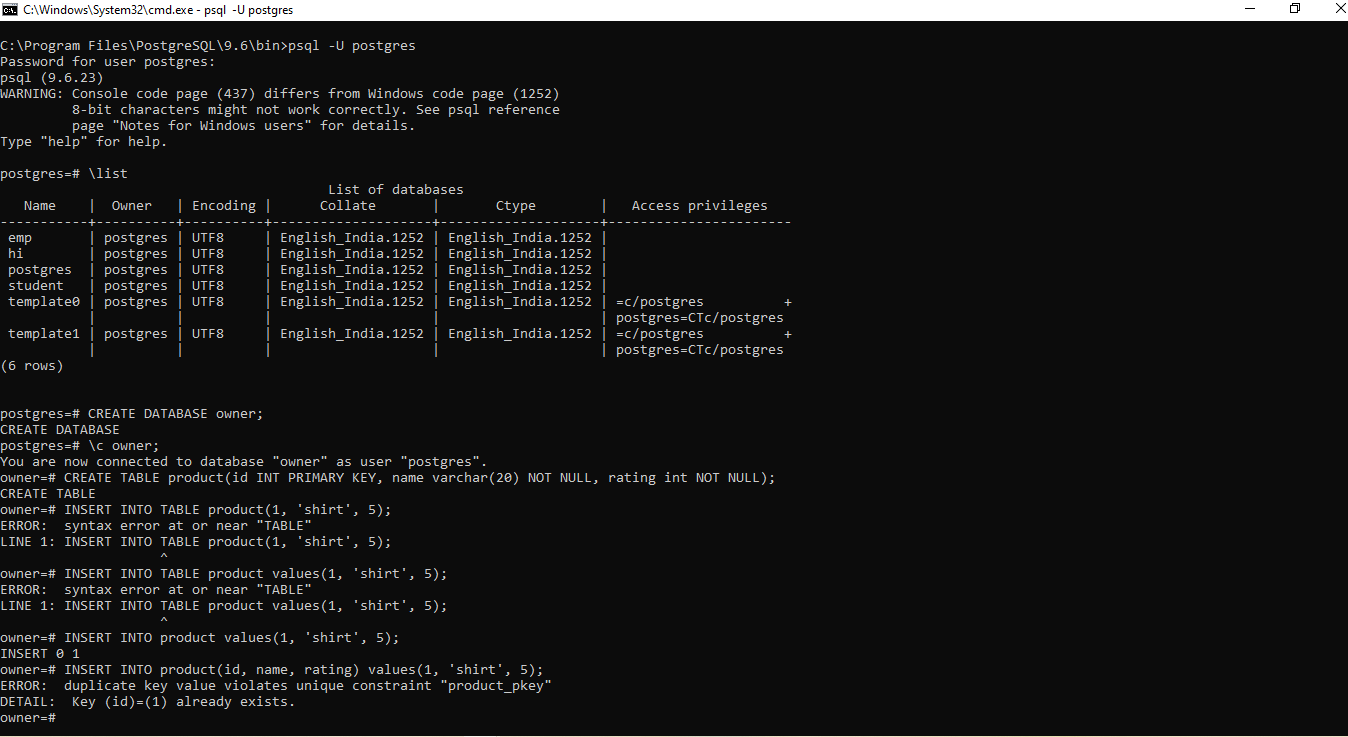 C:\Windows\System32\cmd.exe - psql  -U postgres
C:\Program Files\PostgreSQL\9.6\bin>psql -U postgres
Password for user postgres:
psql (9.6.23)
WARNING: Console code page (437) differs from Windows code page (1252)
         8-bit characters might not work correctly. See psql reference
         page "Notes for Windows users" for details.
Type "help" for help.
postgres=# \list
                                         List of databases
   Name    |  Owner   | Encoding |      Collate       |       Ctype        |   Access privileges
-----------+----------+----------+--------------------+--------------------+-----------------------
 emp       | postgres | UTF8     | English_India.1252 | English_India.1252 |
 hi        | postgres | UTF8     | English_India.1252 | English_India.1252 |
 postgres  | postgres | UTF8     | English_India.1252 | English_India.1252 |
 student   | postgres | UTF8     | English_India.1252 | English_India.1252 |
 template0 | postgres | UTF8     | English_India.1252 | English_India.1252 | =c/postgres          +
           |          |          |                    |                    | postgres=CTc/postgres
 template1 | postgres | UTF8     | English_India.1252 | English_India.1252 | =c/postgres          +
           |          |          |                    |                    | postgres=CTc/postgres
(6 rows)
postgres=# CREATE DATABASE owner;
CREATE DATABASE
postgres=# \c owner;
You are now connected to database "owner" as user "postgres".
owner=# CREATE TABLE product(id INT PRIMARY KEY, name varchar(20) NOT NULL, rating int NOT NULL);
CREATE TABLE
owner=# INSERT INTO TABLE product(1, 'shirt', 5);
ERROR:  syntax error at or near "TABLE"
LINE 1: INSERT INTO TABLE product(1, 'shirt', 5);
                    ^
owner=# INSERT INTO TABLE product values(1, 'shirt', 5);
ERROR:  syntax error at or near "TABLE"
LINE 1: INSERT INTO TABLE product values(1, 'shirt', 5);
                    ^
owner=# INSERT INTO product values(1, 'shirt', 5);
INSERT 0 1
owner=# INSERT INTO product(id, name, rating) values(1, 'shirt', 5);
ERROR:  duplicate key value violates unique constraint "product_pkey"
DETAIL:  Key (id)=(1) already exists.
owner=#